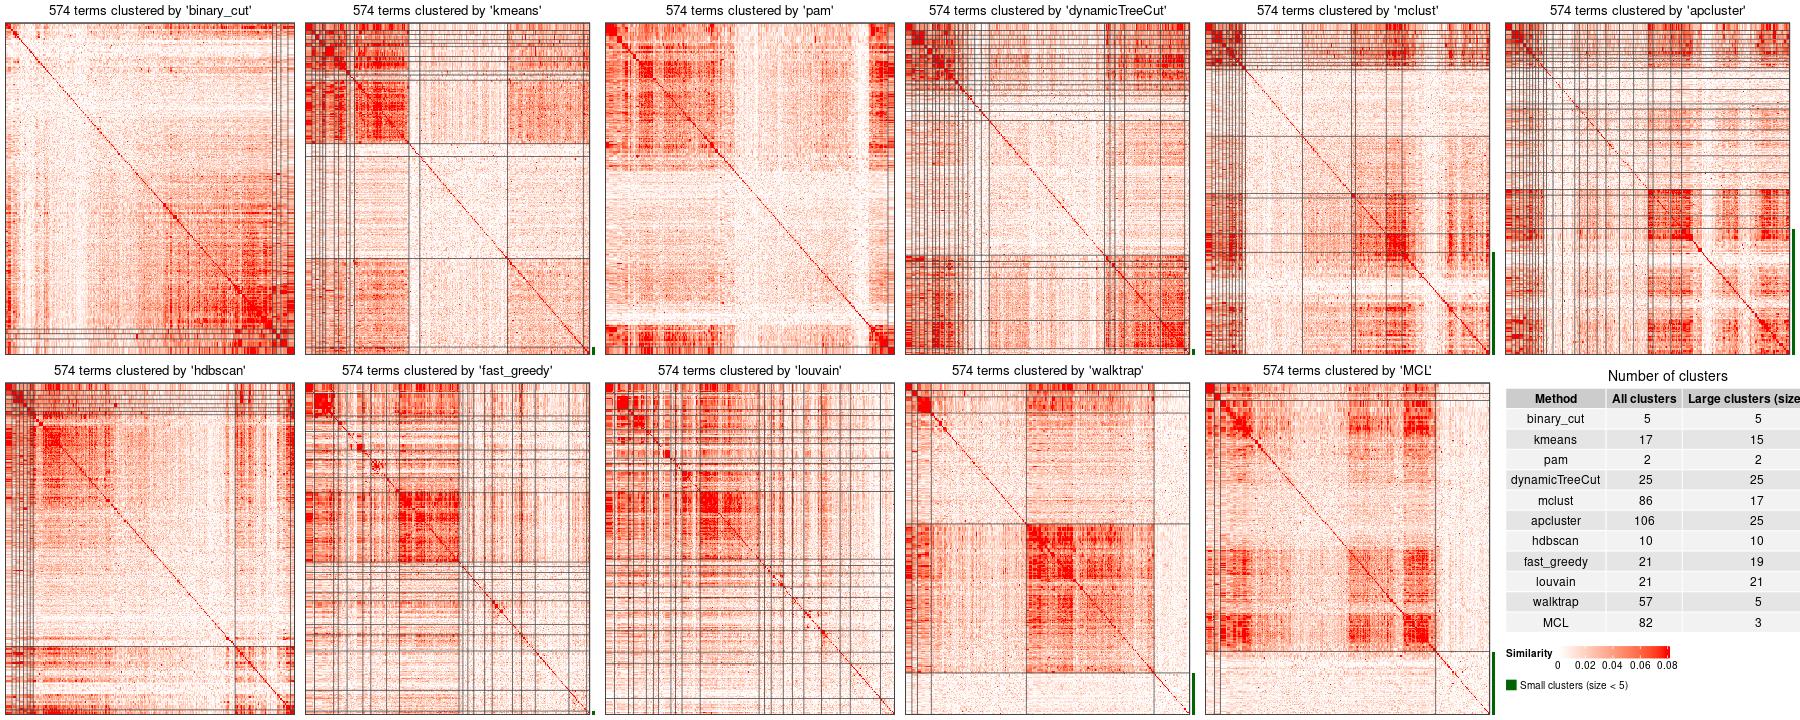 574 terms clustered by 'binary_cut'
574 terms clustered by 'kmeans'
574 terms clustered by 'pam'
574 terms clustered by 'dynamicTreeCut'
574 terms clustered by 'mclust'
574 terms clustered by 'apcluster'
574 terms clustered by 'hdbscan'
574 terms clustered by 'fast_greedy'
574 terms clustered by 'louvain'
574 terms clustered by 'walktrap'
574 terms clustered by 'MCL'
Number of clusters
Method All clusters Large clusters (size
binary_cut 5 5
kmeans 17 15
pam 2 2
dynamicTreeCut 25 25
mclust 86 17
apcluster 106 25
hdbscan 10 10
fast_greedy 21 19
louvain 21 21
walktrap 57 5
MCL 82 3
Similarity
0 0.02 0.04 0.06 0.08
Small clusters (size < 5)